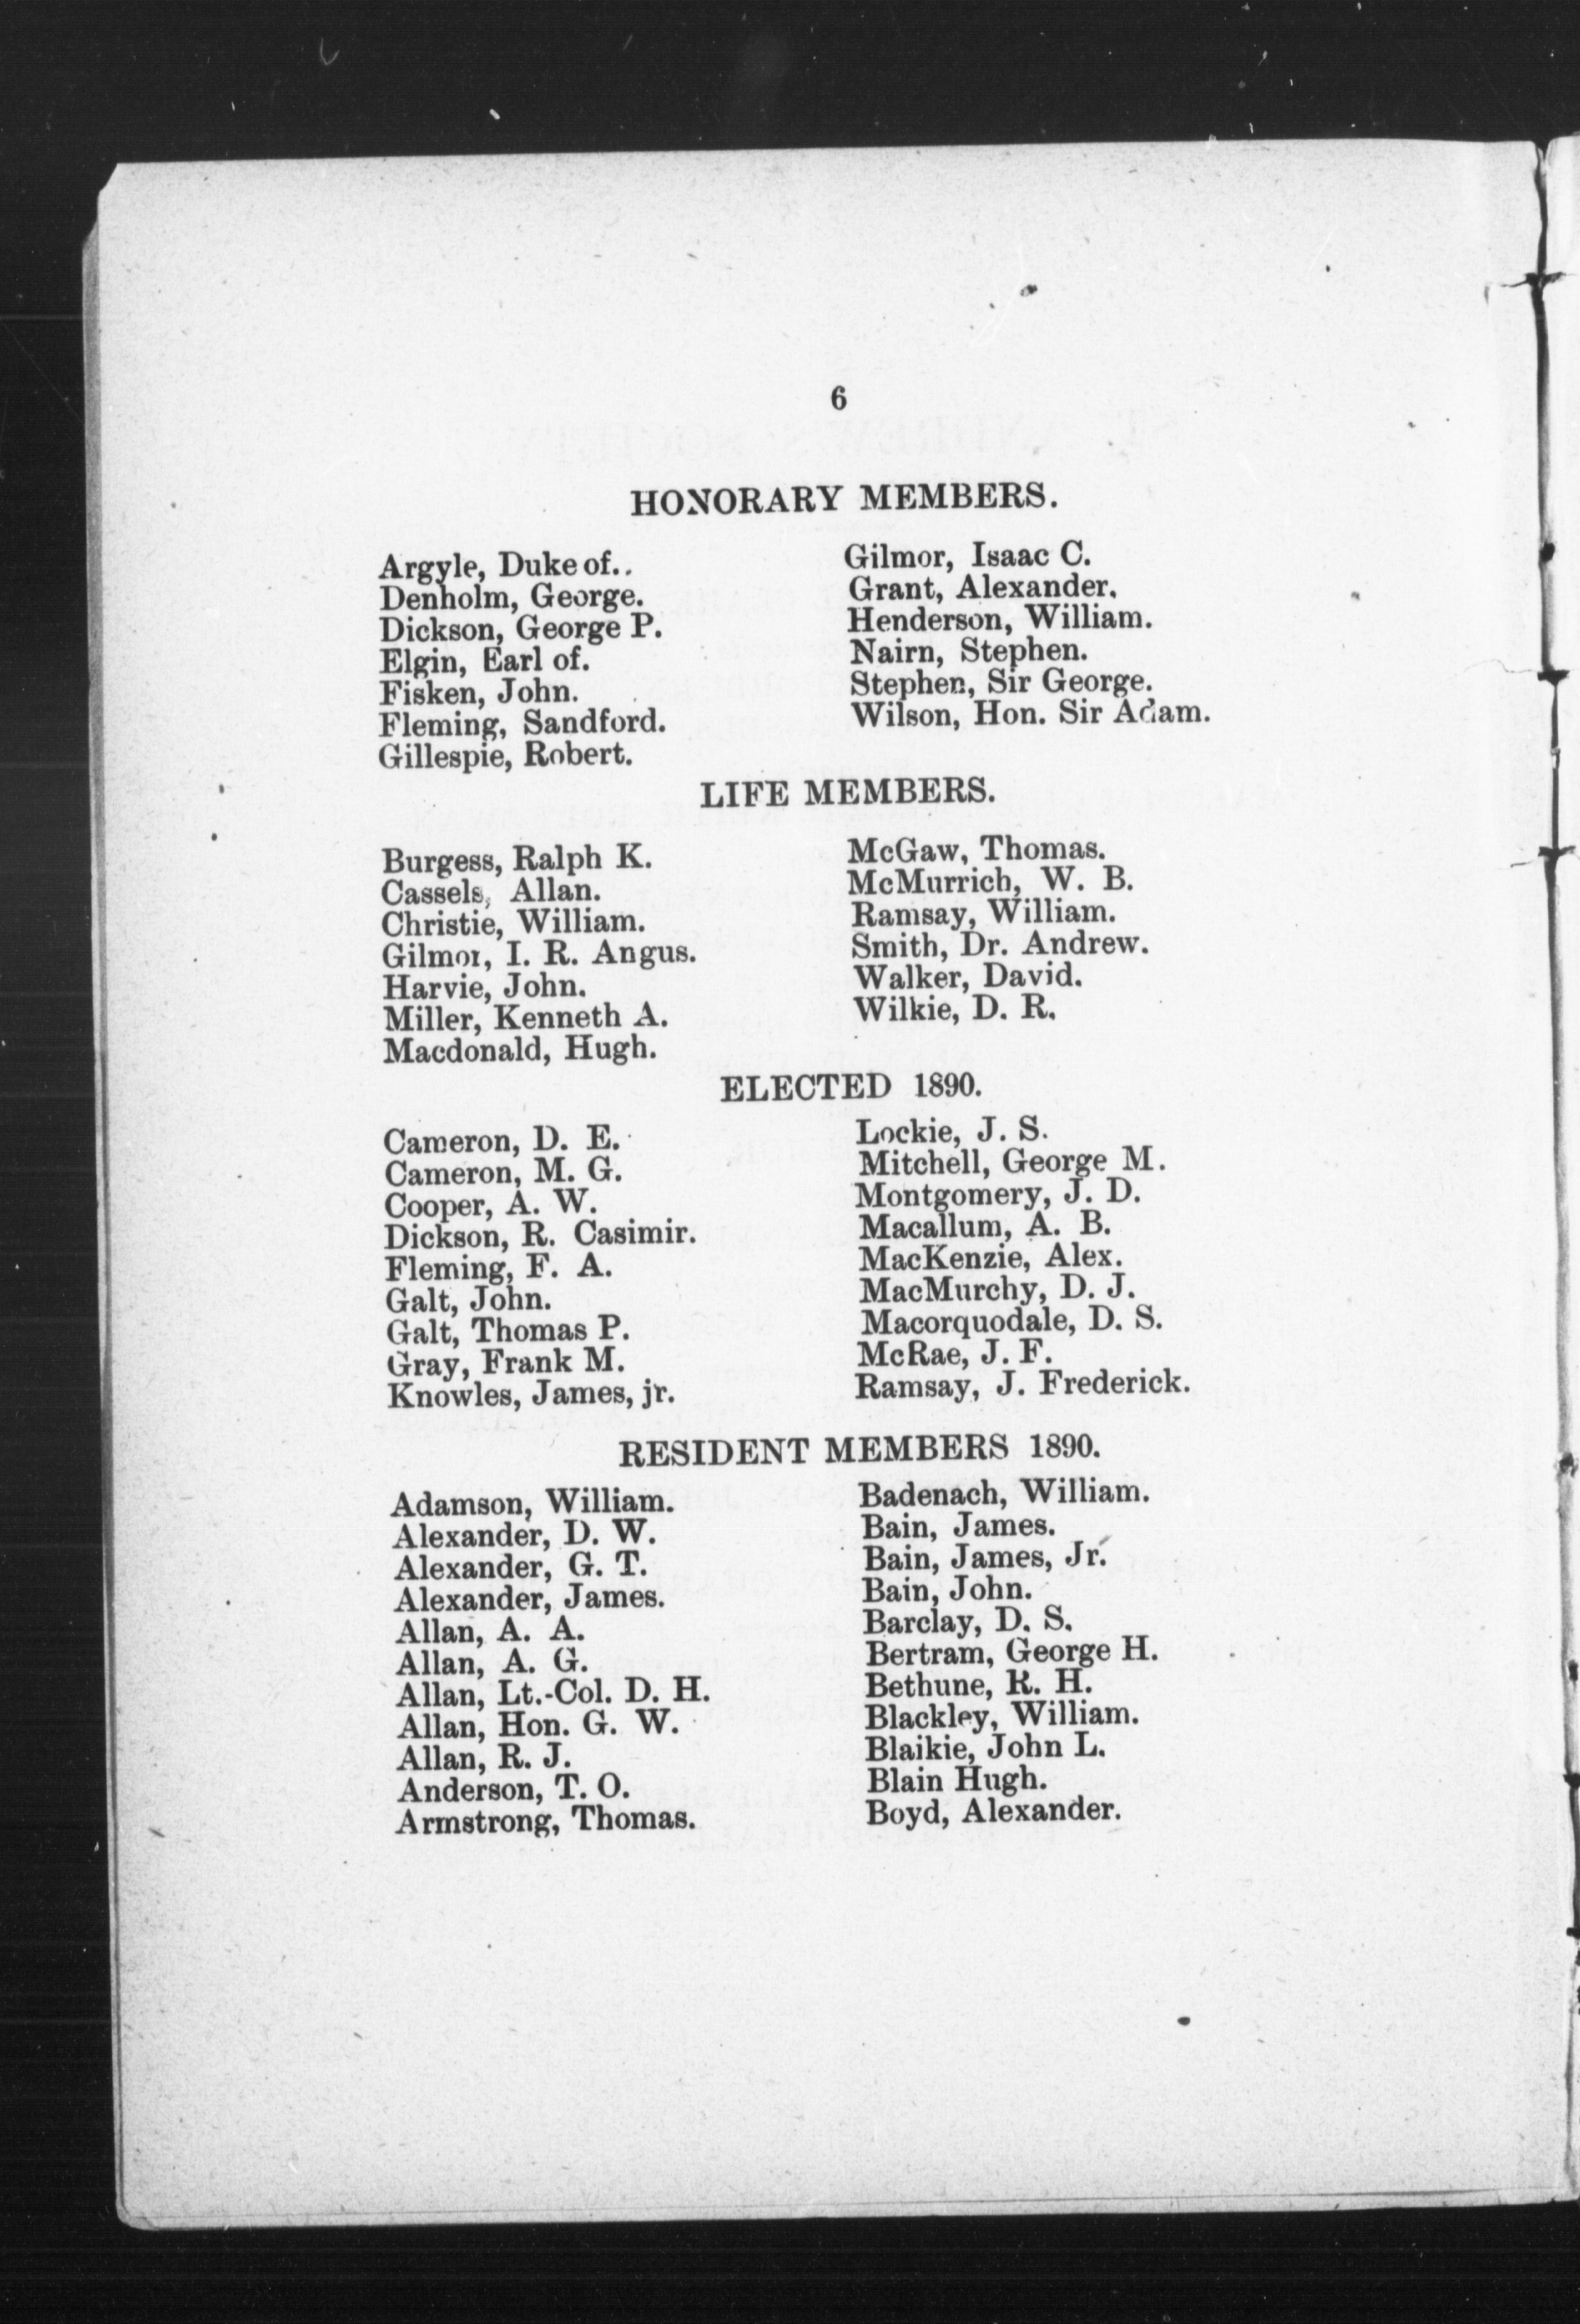 6
HONORARY MEMBERS.
Argyle, Duke of..
Denholm, George.
Dickson, George P.
Elgin, Earl of.
Fisken, John.
Fleming, Sandford.
Gillespie, Robert.
Gilmor, Isaac C.
Grant, Alexander.
Henderson, William.
Nairn, Stephen.
Stephen, Sir George.
Wilson, Hon. Sir Adam.
LIFE MEMBERS.
Burgess, Ralph K.
Cassels, Allan.
Christie, William.
Gilmor, I. R. Angus.
Harvie, John.
Miller, Kenneth A.
Macdonald, Hugh.
McGaw, Thomas.
McMurrich, W. B.
Ramsay, William.
Smith, Dr. Andrew.
Walker, David.
Wilkie, D. R.
ELECTED 1890.
Cameron, D. E.
Cameron, M. G.
Cooper, A. W.
Dickson, R. Casimir.
Fleming, F. A.
Galt, John.
Galt, Thomas P.
Gray, Frank M.
Knowles, James, jr.
Lockie, J. S.
Mitchell, George M.
Montgomery, J. D.
Macallum, A. B.
MacKenzie, Alex.
MacMurchy, D. J.
Macorquodale, D. S.
McRae, J. F.
Ramsay, J. Frederick.
RESIDENT MEMBERS 1890.
Adamson, William.
Alexander, D. W.
Alexander, G. T.
Alexander, James.
Allan, A. A.
Allan, A. G.
Allan, Lt.-Col. D. H.
Allan, Hon. G. W.
Allan, R. J.
Anderson, T. O.
Armstrong, Thomas.
Badenach, William.
Bain, James.
Bain, James, Jr.
Bain, John.
Barclay, D. S.
Bertram, George H.
Bethune, R. H.
Blackley, William.
Blaikie, John L.
Blain Hugh.
Boyd, Alexander.